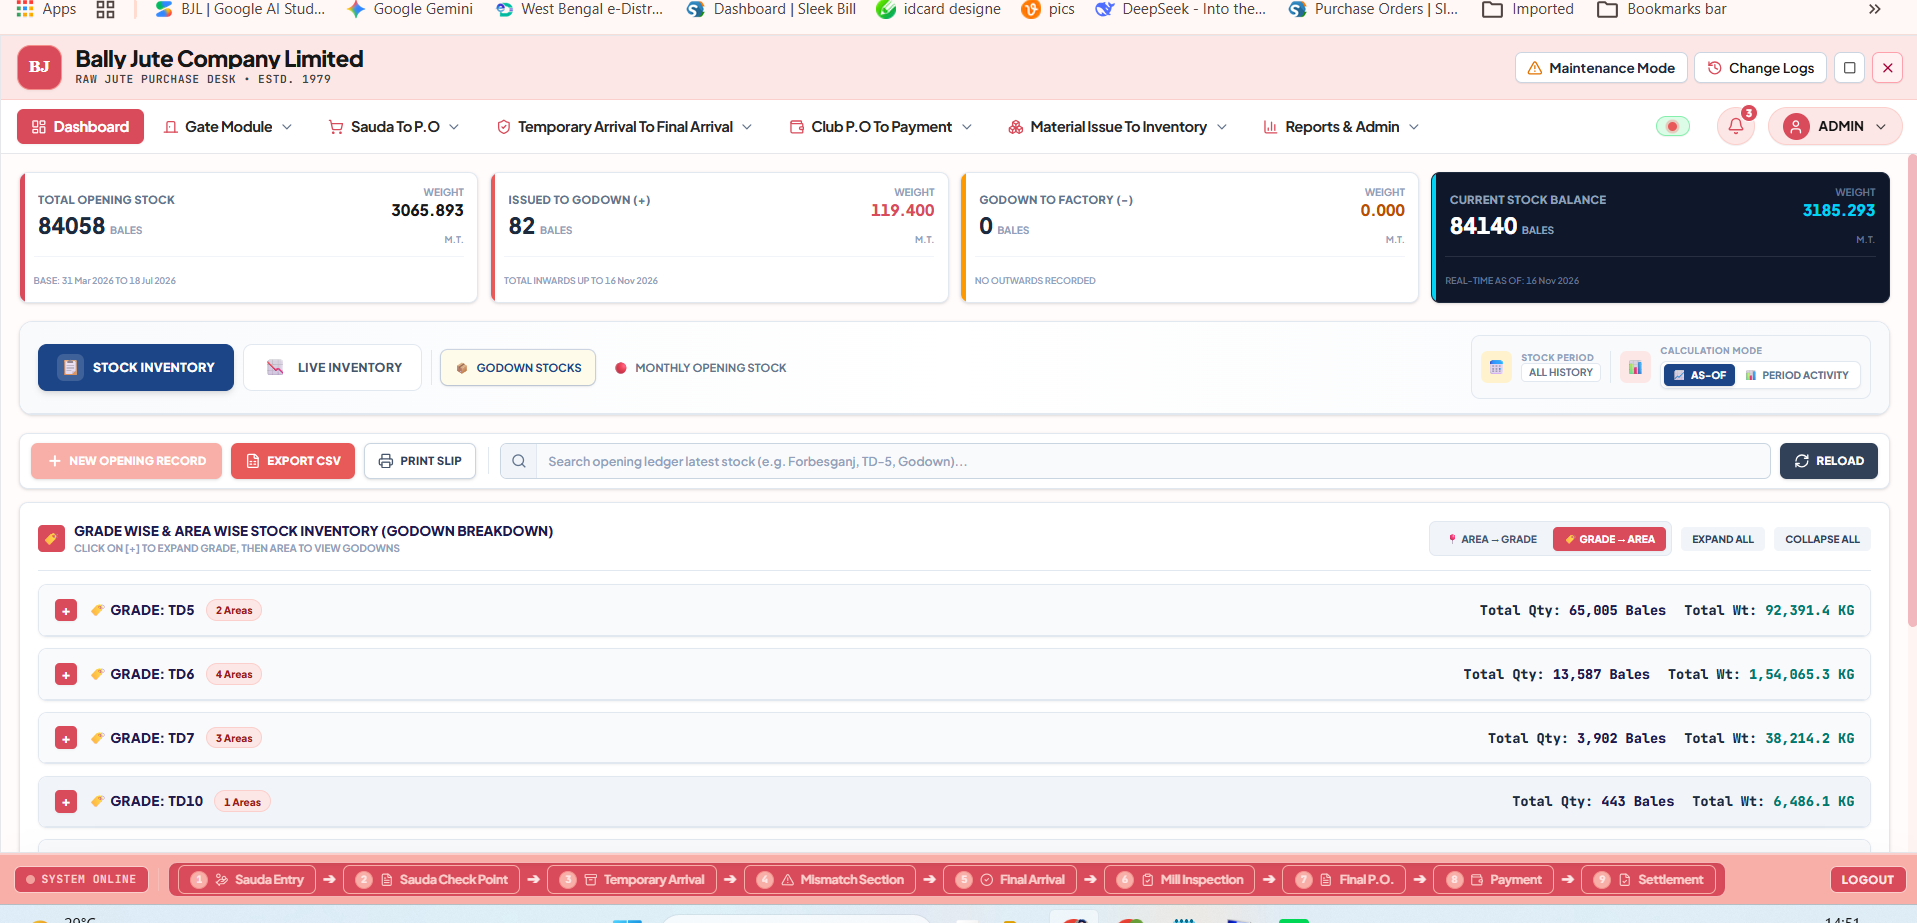 Apps
BJL | Google AI Stud...
Google Gemini
West Bengal e-Distr...
Dashboard | Sleek Bill
idcard designe
pics
DeepSeek - Into the...
Purchase Orders | Sl...
Imported
Bookmarks bar
BJ
Bally Jute Company Limited
RAW JUTE PURCHASE DESK • ESTD. 1979
Maintenance Mode
Change Logs
Dashboard
Gate Module
Sauda To P.O
Temporary Arrival To Final Arrival
Club P.O To Payment
Material Issue To Inventory
Reports & Admin
3
ADMIN
TOTAL OPENING STOCK
84058 BALES
WEIGHT
3065.893
M.T.
BASE: 31 Mar 2026 TO 18 Jul 2026
ISSUED TO GODOWN (+)
82 BALES
WEIGHT
119.400
M.T.
TOTAL INWARDS UP TO 16 Nov 2026
GODOWN TO FACTORY (-)
0 BALES
WEIGHT
0.000
M.T.
NO OUTWARDS RECORDED
CURRENT STOCK BALANCE
84140 BALES
WEIGHT
3185.293
M.T.
REAL-TIME AS OF: 16 Nov 2026
STOCK INVENTORY
LIVE INVENTORY
GODOWN STOCKS
MONTHLY OPENING STOCK
STOCK PERIOD
ALL HISTORY
CALCULATION MODE
AS-OF
PERIOD ACTIVITY
+ NEW OPENING RECORD
EXPORT CSV
PRINT SLIP
Search opening ledger latest stock (e.g. Forbesganj, TD-5, Godown)...
RELOAD
GRADE WISE & AREA WISE STOCK INVENTORY (GODOWN BREAKDOWN)
CLICK ON [+] TO EXPAND GRADE, THEN AREA TO VIEW GODOWNS
AREA → GRADE
GRADE → AREA
EXPAND ALL
COLLAPSE ALL
+ GRADE: TD5 2 Areas Total Qty: 65,005 Bales Total Wt: 92,391.4 KG
+ GRADE: TD6 4 Areas Total Qty: 13,587 Bales Total Wt: 1,54,065.3 KG
+ GRADE: TD7 3 Areas Total Qty: 3,902 Bales Total Wt: 38,214.2 KG
+ GRADE: TD10 1 Areas Total Qty: 443 Bales Total Wt: 6,486.1 KG
SYSTEM ONLINE
1 Sauda Entry
2 Sauda Check Point
3 Temporary Arrival
4 Mismatch Section
5 Final Arrival
6 Mill Inspection
7 Final P.O.
8 Payment
9 Settlement
LOGOUT